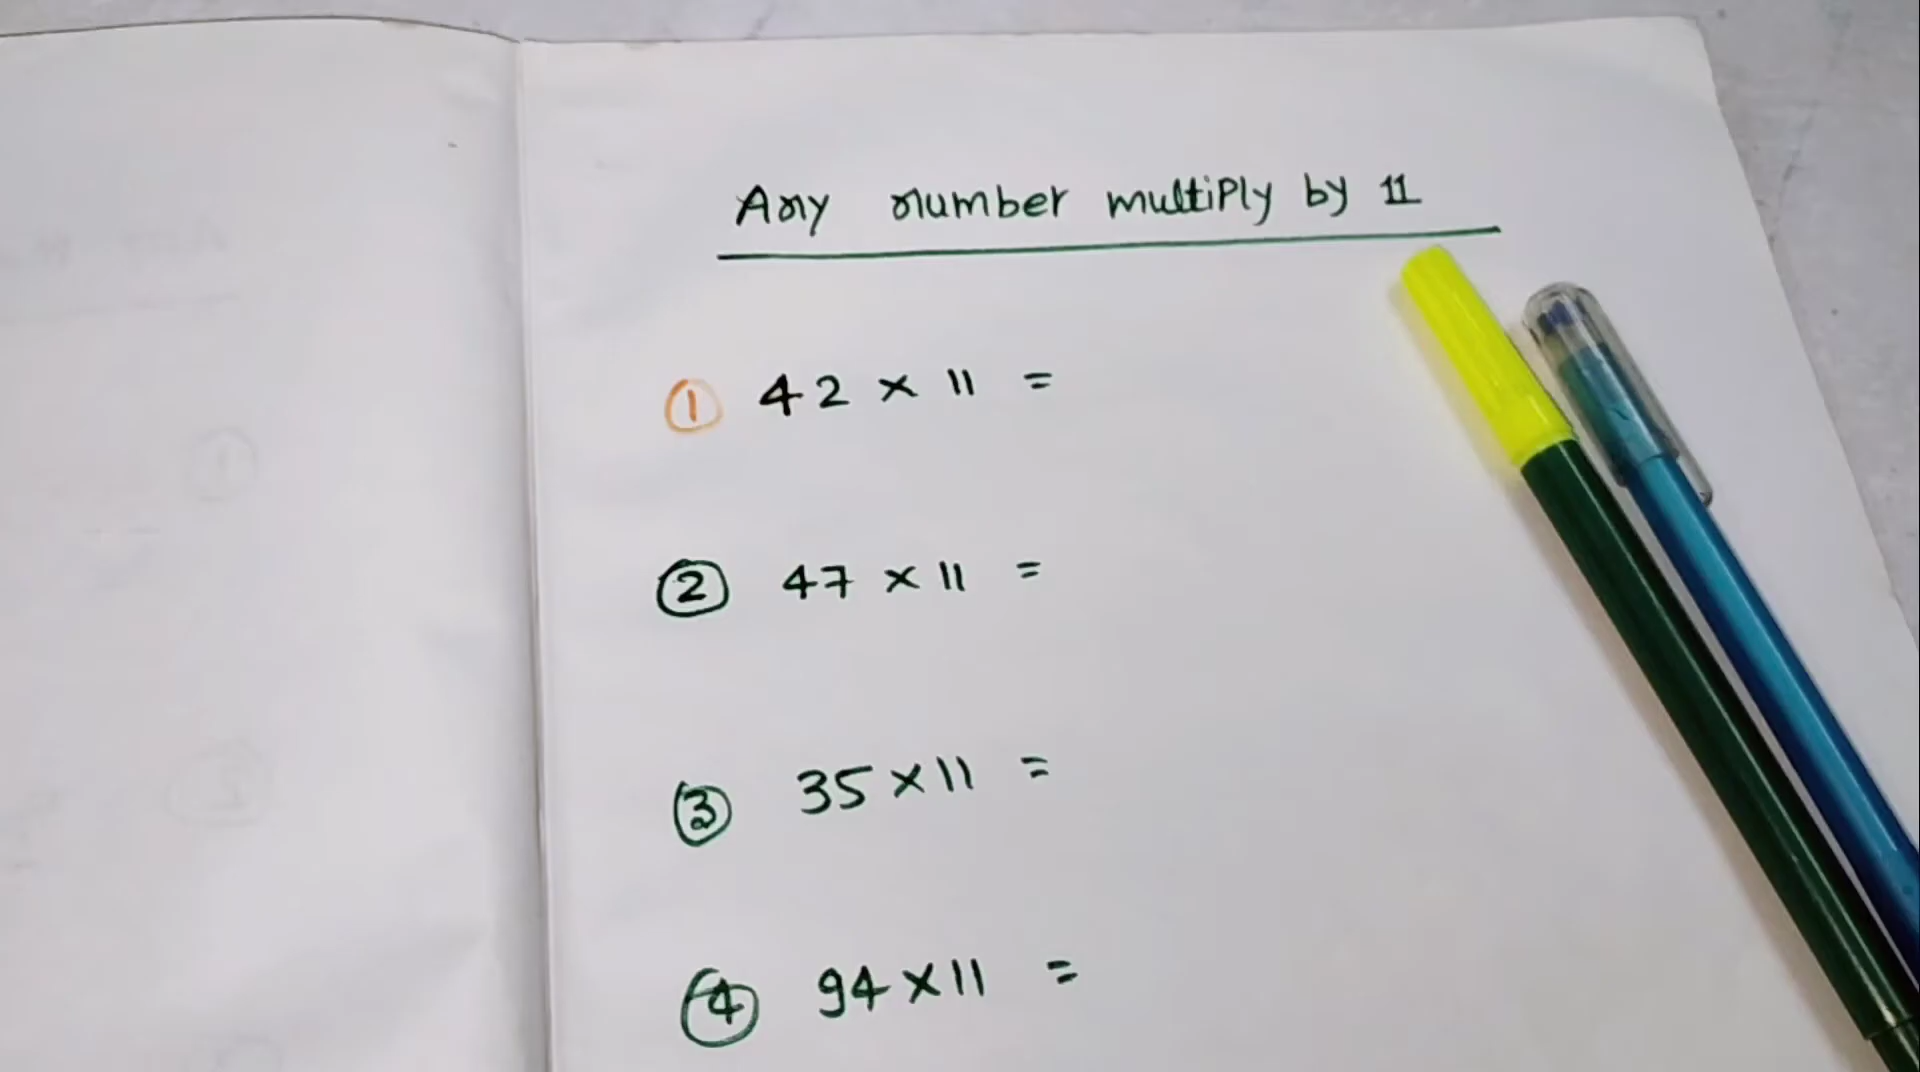 Any number multiply by 11
① 42 × 11 =
② 47 × 11 =
③ 35 × 11 =
④ 94 × 11 =